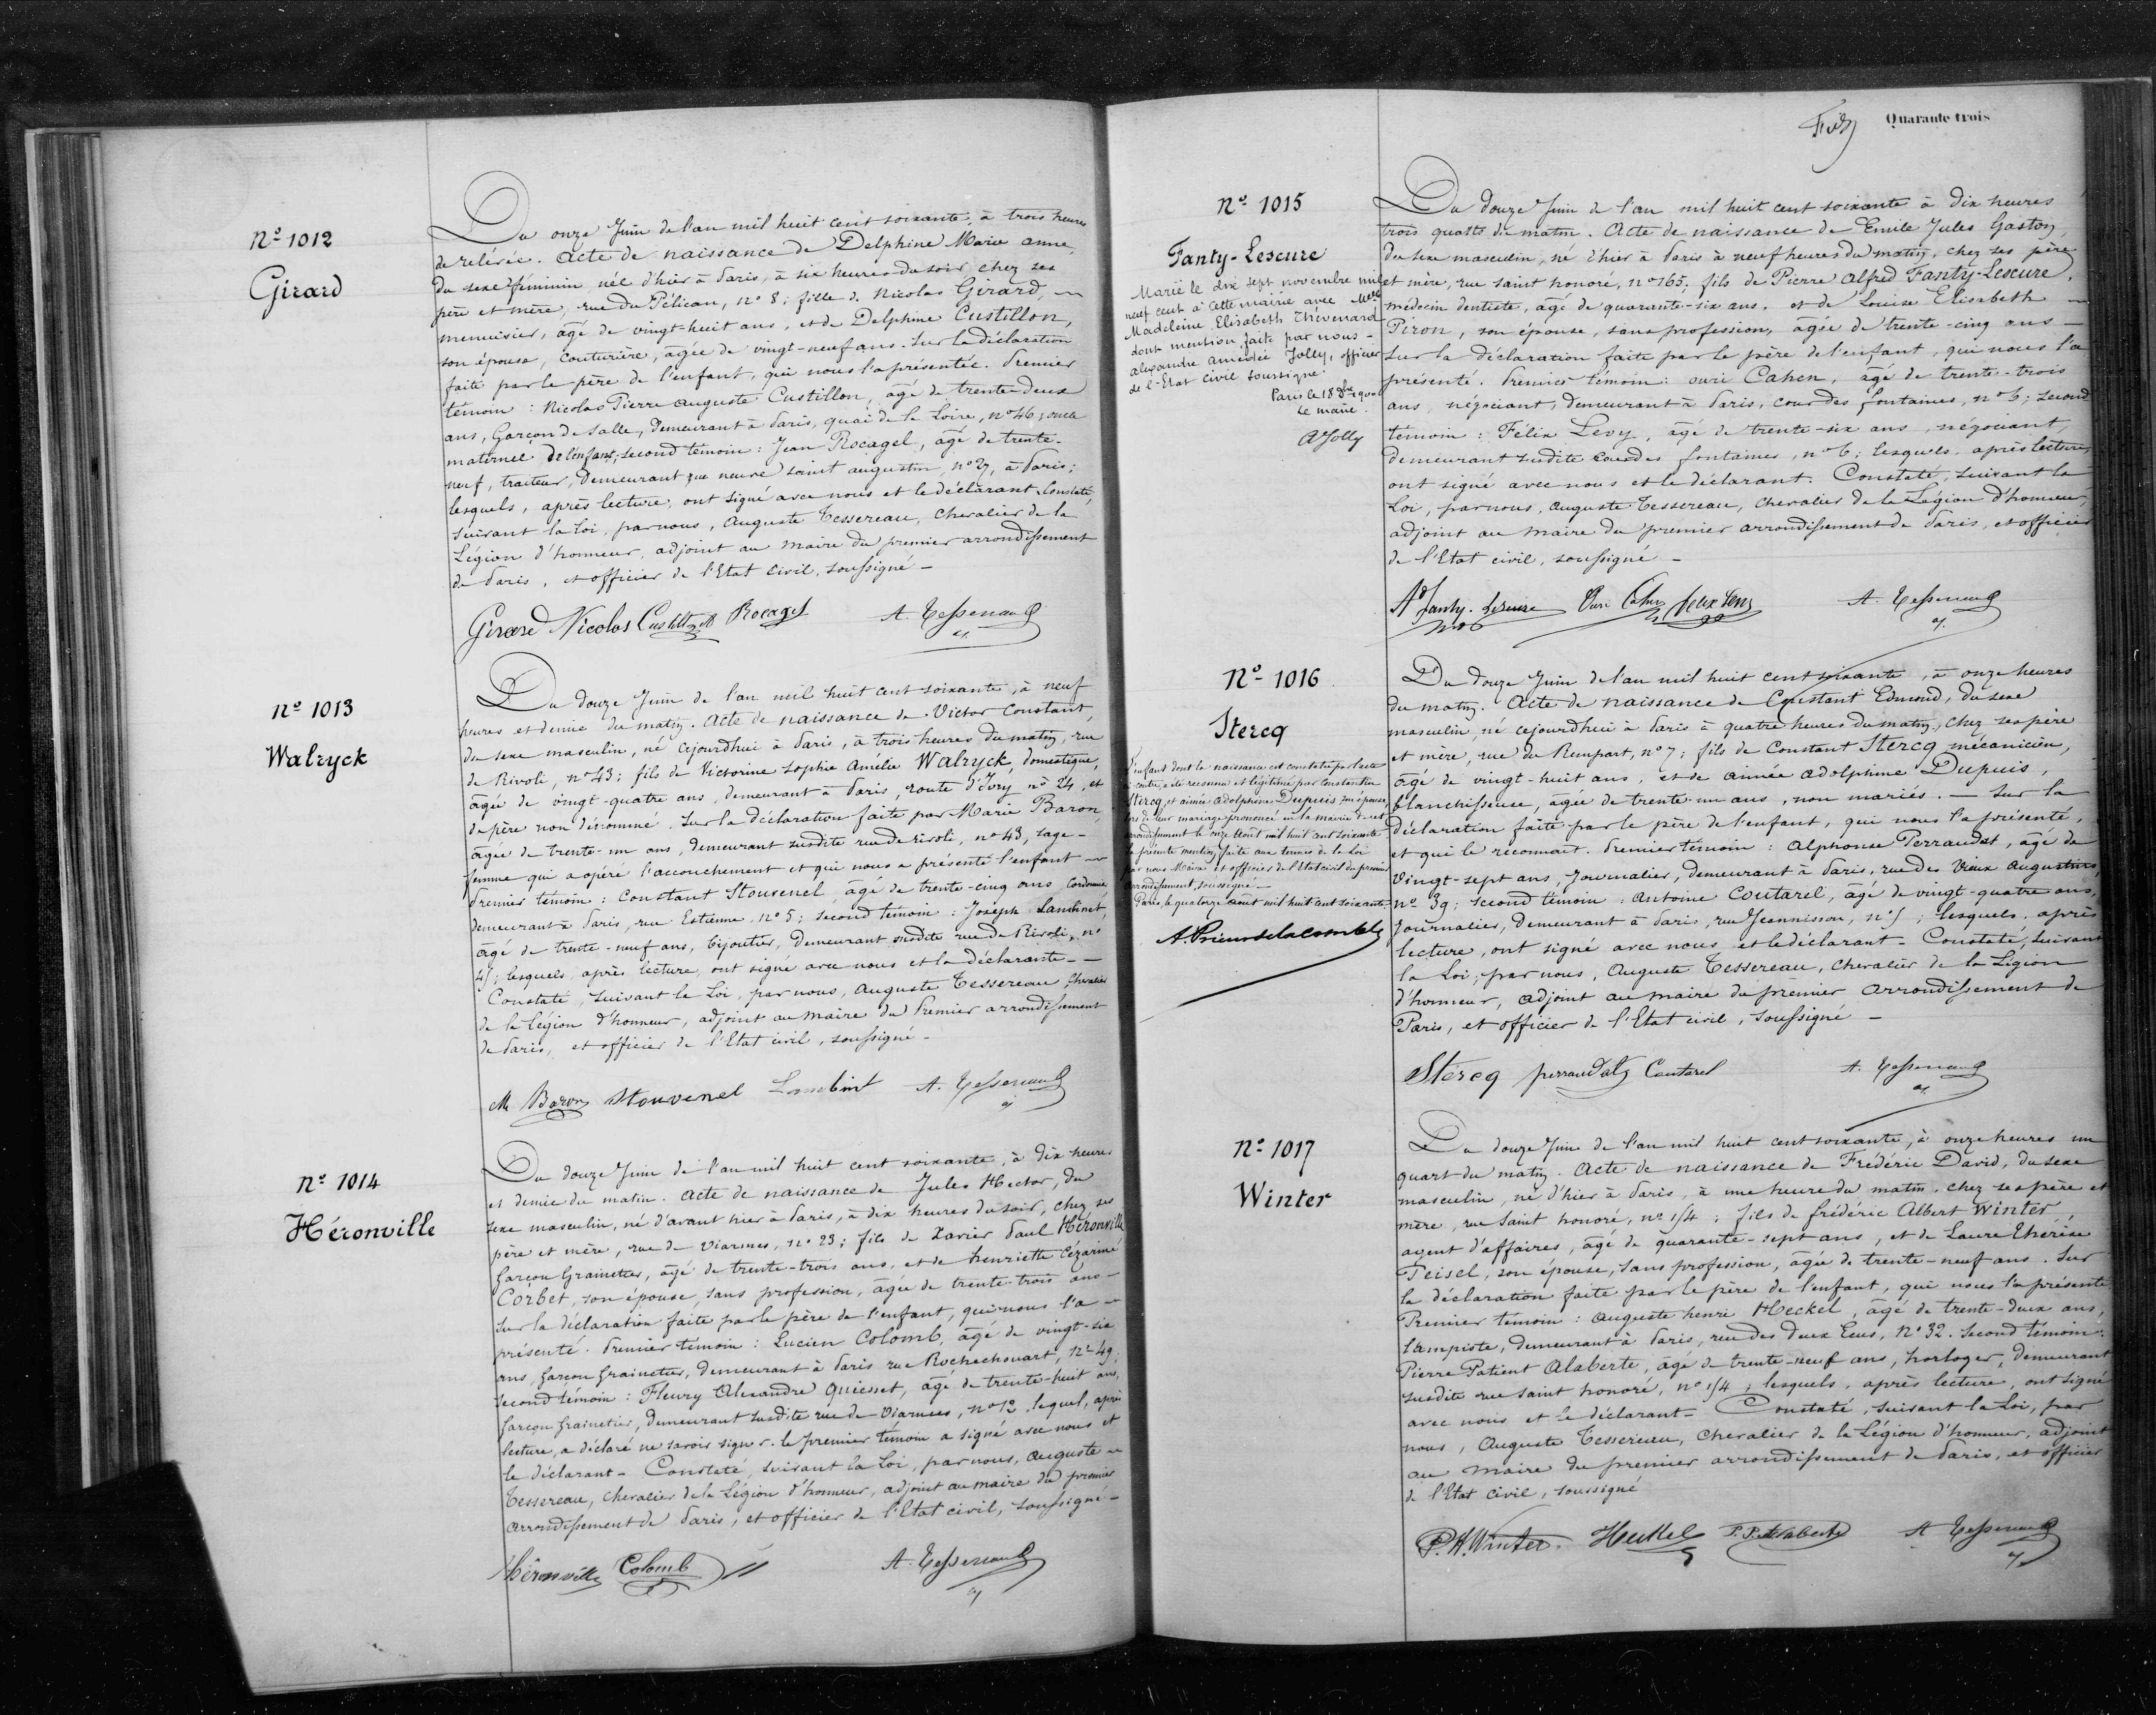 Nº 1012
Girard
Du onze Juin de l'an mil huit cent soixante, à trois heures
de relevée. Acte de naissance de Delphine Marie anne,
du sexe féminin, née d'hier à Paris, à six heures du soir, chez ses
père et mère, rue du Pélican, nº 8; fille de Nicolas Girard,
menuisier, âgé de vingt-huit ans, et de Delphine Custillon,
son épouse, couturière, âgée de vingt-neuf ans. Sur la déclaration
faite par le père de l'enfant, qui nous l'a présentée. Premier
témoin: Nicolas Pierre auguste Custillon, âgé de trente-deux
ans, Garçon de salle, demeurant à Paris, quai de la Loire, nº 46, oncle
maternel de l'enfant; second témoin: Jean Rocagel, âgé de trente-
neuf, traiteur, demeurant rue neuve saint augustin, nº 27, à Paris;
lesquels, après lecture, ont signé avec nous et le déclarant. Constaté,
suivant la Loi, par nous, Auguste Tessereau, Chevalier de la
Légion d'honneur, adjoint au maire du premier arrondissement
de Paris, et officier de l'Etat civil, soussigné -
Girard Nicolas Custillon Rocagel A. Tessereau
Nº 1013
Walryck
Du douze Juin de l'an mil huit cent soixante, à neuf
heures et demie du matin. Acte de naissance de Victor Constant,
du sexe masculin, né cejourdhui à Paris, à trois heures du matin, rue
de Rivoli, nº 43; fils de Victorine Sophie Amélie Walryck, domestique,
âgée de vingt-quatre ans, demeurant à Paris, route d'Ivry nº 24, et
de père non dénommé. Sur la déclaration faite par Marie Baron,
âgée de trente-un ans, demeurant susdite rue de rivoli, nº 43, sage-
femme qui a opéré l'accouchement et qui nous a présenté l'enfant
Premier témoin: Constant Stouvenel, âgé de trente-cinq ans, Cordonnier,
demeurant à Paris, rue Estienne, nº 5; second témoin: Joseph Lambinet,
âgé de trente-neuf ans, bijoutier, demeurant susdite rue de Rivoli, nº
47; lesquels, après lecture, ont signé avec nous et la déclarante -
Constaté, suivant la Loi, par nous, Auguste Tessereau, Chevalier
de la Légion d'honneur, adjoint au maire du Premier arrondissement
de Paris, et officier de l'Etat civil, soussigné -
M Baron Stouvenel Lambinet A. Tessereau
Nº 1014
Héronville
Du douze Juin de l'an mil huit cent soixante, à dix heures
et demie du matin. Acte de naissance de Jules Hector, du
sexe masculin, né d'avant hier à Paris, à dix heures du soir, chez ses
père et mère, rue de Viarmes, nº 23; fils de Xavier Paul Héronville
Garçon Grainetier, âgé de trente-trois ans, et de henriette Cézarine
Corbet, son épouse, sans profession, âgée de trente-trois ans -
Sur la déclaration faite par le père de l'enfant, qui nous l'a
présenté. Premier témoin: Lucien Colomb, âgé de vingt-six
ans, Garçon Grainetier, demeurant à Paris rue Rochechouart, nº 49;
second témoin: Fleury Alexandre Quiesset, âgé de trente-huit ans,
Garçon Grainetier, demeurant susdite rue de Viarmes, nº 12, lequel, après
lecture, a déclaré ne savoir signer. le premier témoin a signé avec nous et
le déclarant - Constaté, suivant la Loi, par nous, Auguste
Tessereau, Chevalier de la Légion d'honneur, adjoint au maire du premier
arrondissement de Paris, et officier de l'Etat civil, soussigné -
Héronville Colomb A. Tessereau
Quarante trois
Nº 1015
Fanty-Lescure
Marié le dix sept novembre mil
neuf cent à cette mairie avec Melle
Madeleine Elisabeth Thévenard
dont mention faite par nous -
alexandre amédée Jolly, officier
de l'Etat civil soussigné.
Paris le 18 1900
Le maire.
A Jolly
Du douze Juin de l'an mil huit cent soixante à dix heures
trois quarts du matin. Acte de naissance de Emile Jules Gaston,
du sexe masculin, né d'hier à Paris à neuf heures du matin, chez ses père
et mère, rue saint honoré, nº 165; fils de Pierre Alfred Fanty-Lescure,
médecin dentiste, âgé de quarante-six ans, et de Louise Elisabeth
Piron, son épouse, sans profession, âgée de trente-cinq ans -
Sur la déclaration faite par le père de l'enfant, qui nous l'a
présenté. Premier témoin: ouri Cahen, âgé de trente-trois
ans, négociant, demeurant à Paris, cour des fontaines, nº 6; second
témoin: Félix Levy, âgé de trente-six ans, négociant,
demeurant susdite cour des fontaines, nº 6; lesquels, après lecture,
ont signé avec nous et le déclarant. Constaté, suivant la
Loi, par nous, Auguste Tessereau, Chevalier de la Légion d'honneur,
adjoint au maire du premier arrondissement de Paris, et officier
de l'Etat civil, soussigné -
Ad Fanty-Lescure Ouri Cahen Felix Levy A. Tessereau
Nº 1016
Stercq
L'enfant dont la naissance est constatée par l'acte
ci-contre, a été reconnu et légitimé par Constantin
Stercq, et aimée Adolphine Dupuis son épouse,
lors de leur mariage prononcé en la mairie de cet
arrondissement le onze Août mil huit cent soixante
la présente mention faite aux termes de la Loi
par nous Maire et officier de l'Etat civil du premier
arrondissement, soussigné -
Paris, le quatorze août mil huit cent soixante
A. Prieur de la Comble
Du douze Juin de l'an mil huit cent soixante, à onze heures
du matin. Acte de naissance de Constant Edmond, du sexe
masculin, né cejourdhui à Paris à quatre heures du matin, chez ses père
et mère, rue du Rempart, nº 7; fils de Constant Stercq, mécanicien,
âgé de vingt-huit ans, et de aimée adolphine Dupuis,
blanchisseuse, âgée de trente-un ans, non mariés. - Sur la
déclaration faite par le père de l'enfant, qui nous l'a présenté,
et qui le reconnait. Premier témoin: Alphonse Perraudat, âgé de
vingt-sept ans, Journalier, demeurant à Paris, rue des Vieux Augustins,
nº 39; second témoin: Antoine Coutarel, âgé de vingt-quatre ans,
Journalier, demeurant à Paris, rue Jeannisson, nº ; lesquels, après
lecture, ont signé avec nous et le déclarant - Constaté, suivant
la Loi, par nous, Auguste Tessereau, Chevalier de la Légion
d'honneur, adjoint au maire du premier arrondissement de
Paris, et officier de l'Etat civil, soussigné -
Stercq perraudat Coutarel A. Tessereau
Nº 1017
Winter
Du douze Juin de l'an mil huit cent soixante, à onze heures un
quart du matin. Acte de naissance de Frédéric David, du sexe
masculin, né d'hier à Paris, à une heure du matin, chez ses père et
mère, rue Saint honoré, nº 1/4; fils de frédéric Albert Winter,
agent d'affaires, âgé de quarante-sept ans, et de Laure Thérèse
Teisel, son épouse, sans profession, âgée de trente-neuf ans. Sur
la déclaration faite par le père de l'enfant, qui nous l'a présenté
Premier témoin: Auguste henri Heckel, âgé de trente-deux ans,
lampiste, demeurant à Paris, rue des deux Ecus, Nº 32. Second témoin:
Pierre Patient Alaberte, âgé de trente-neuf ans, horloger, demeurant
susdite rue saint honoré, nº 1/4; lesquels, après lecture, ont signé
avec nous et le déclarant - Constaté, suivant la Loi, par
nous, Auguste Tessereau, Chevalier de la Légion d'honneur, adjoint
au maire du premier arrondissement de Paris, et officier
de l'Etat civil, soussigné
Winter Heckel P. P. Alaberte A Tessereau